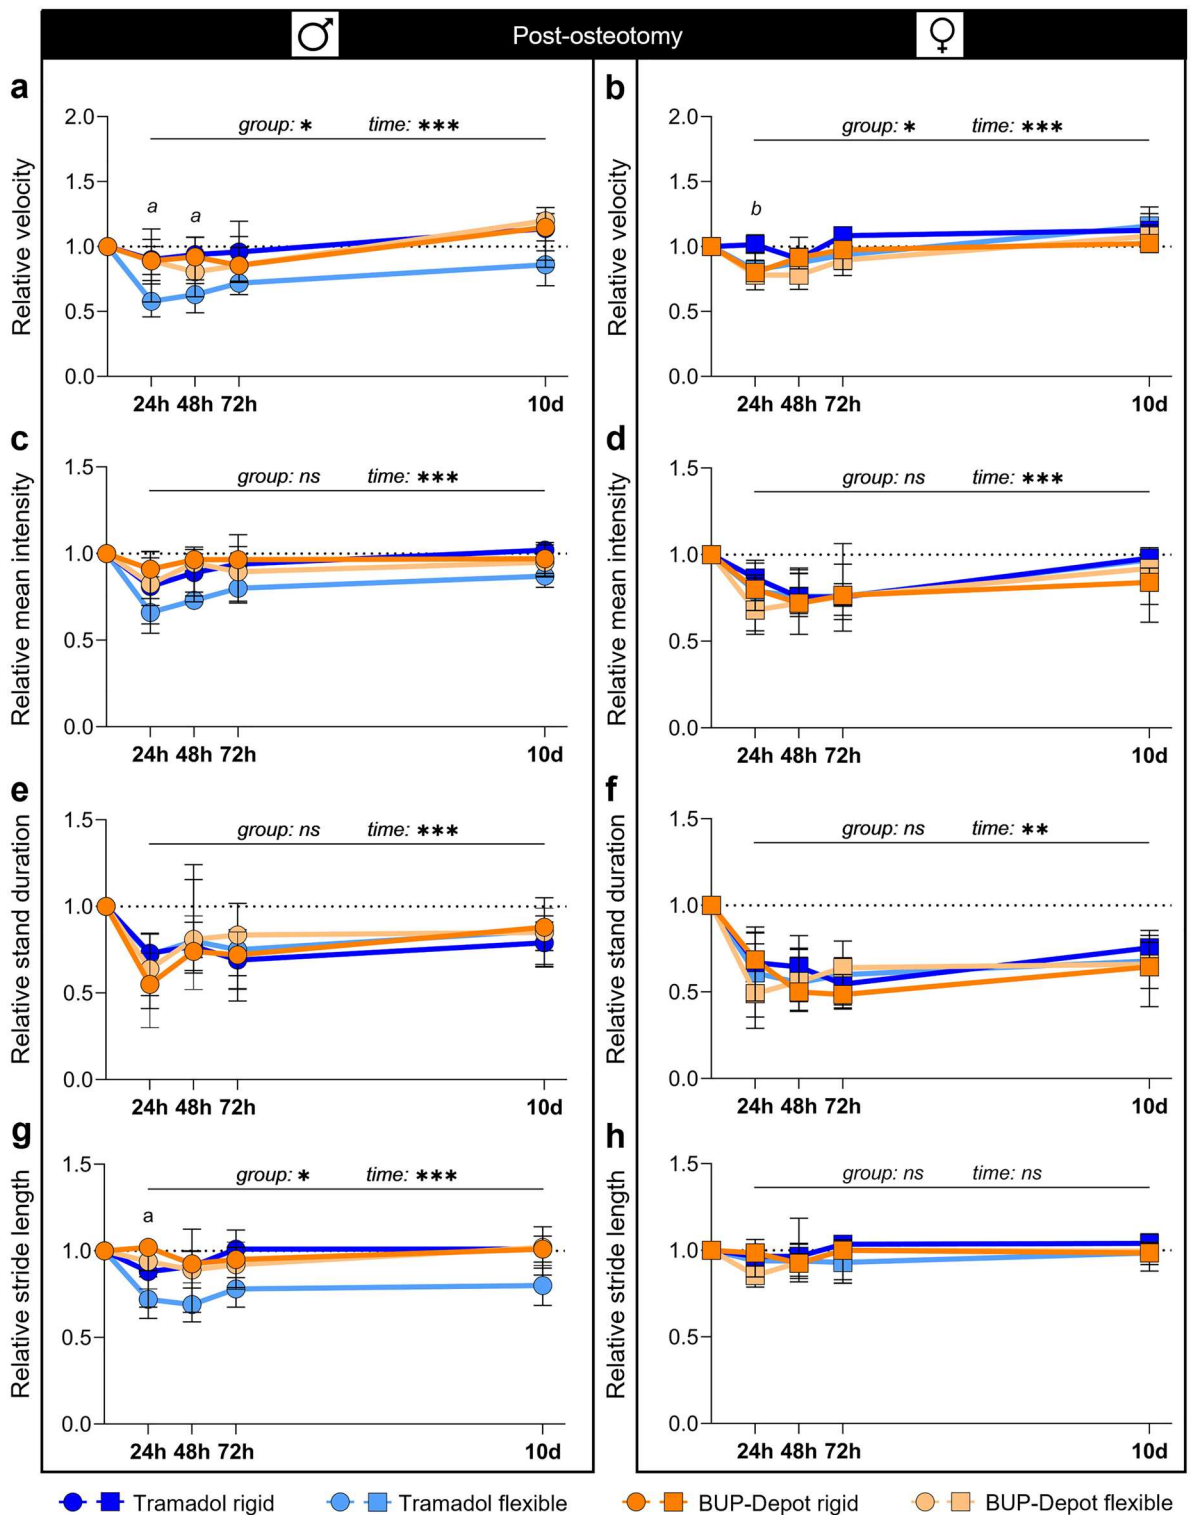 ♂ Post-osteotomy ♀
a
Relative velocity
2.0
1.5
1.0
0.5
0.0
group: * time: ***
a a
24h 48h 72h 10d
b
Relative velocity
2.0
1.5
1.0
0.5
0.0
group: * time: ***
b
24h 48h 72h 10d
c
Relative mean intensity
1.5
1.0
0.5
0.0
group: ns time: ***
24h 48h 72h 10d
d
Relative mean intensity
1.5
1.0
0.5
0.0
group: ns time: ***
24h 48h 72h 10d
e
Relative stand duration
1.5
1.0
0.5
0.0
group: ns time: ***
24h 48h 72h 10d
f
Relative stand duration
1.5
1.0
0.5
0.0
group: ns time: **
24h 48h 72h 10d
g
Relative stride length
1.5
1.0
0.5
0.0
group: * time: ***
a
24h 48h 72h 10d
h
Relative stride length
1.5
1.0
0.5
0.0
group: ns time: ns
24h 48h 72h 10d
Tramadol rigid Tramadol flexible BUP-Depot rigid BUP-Depot flexible